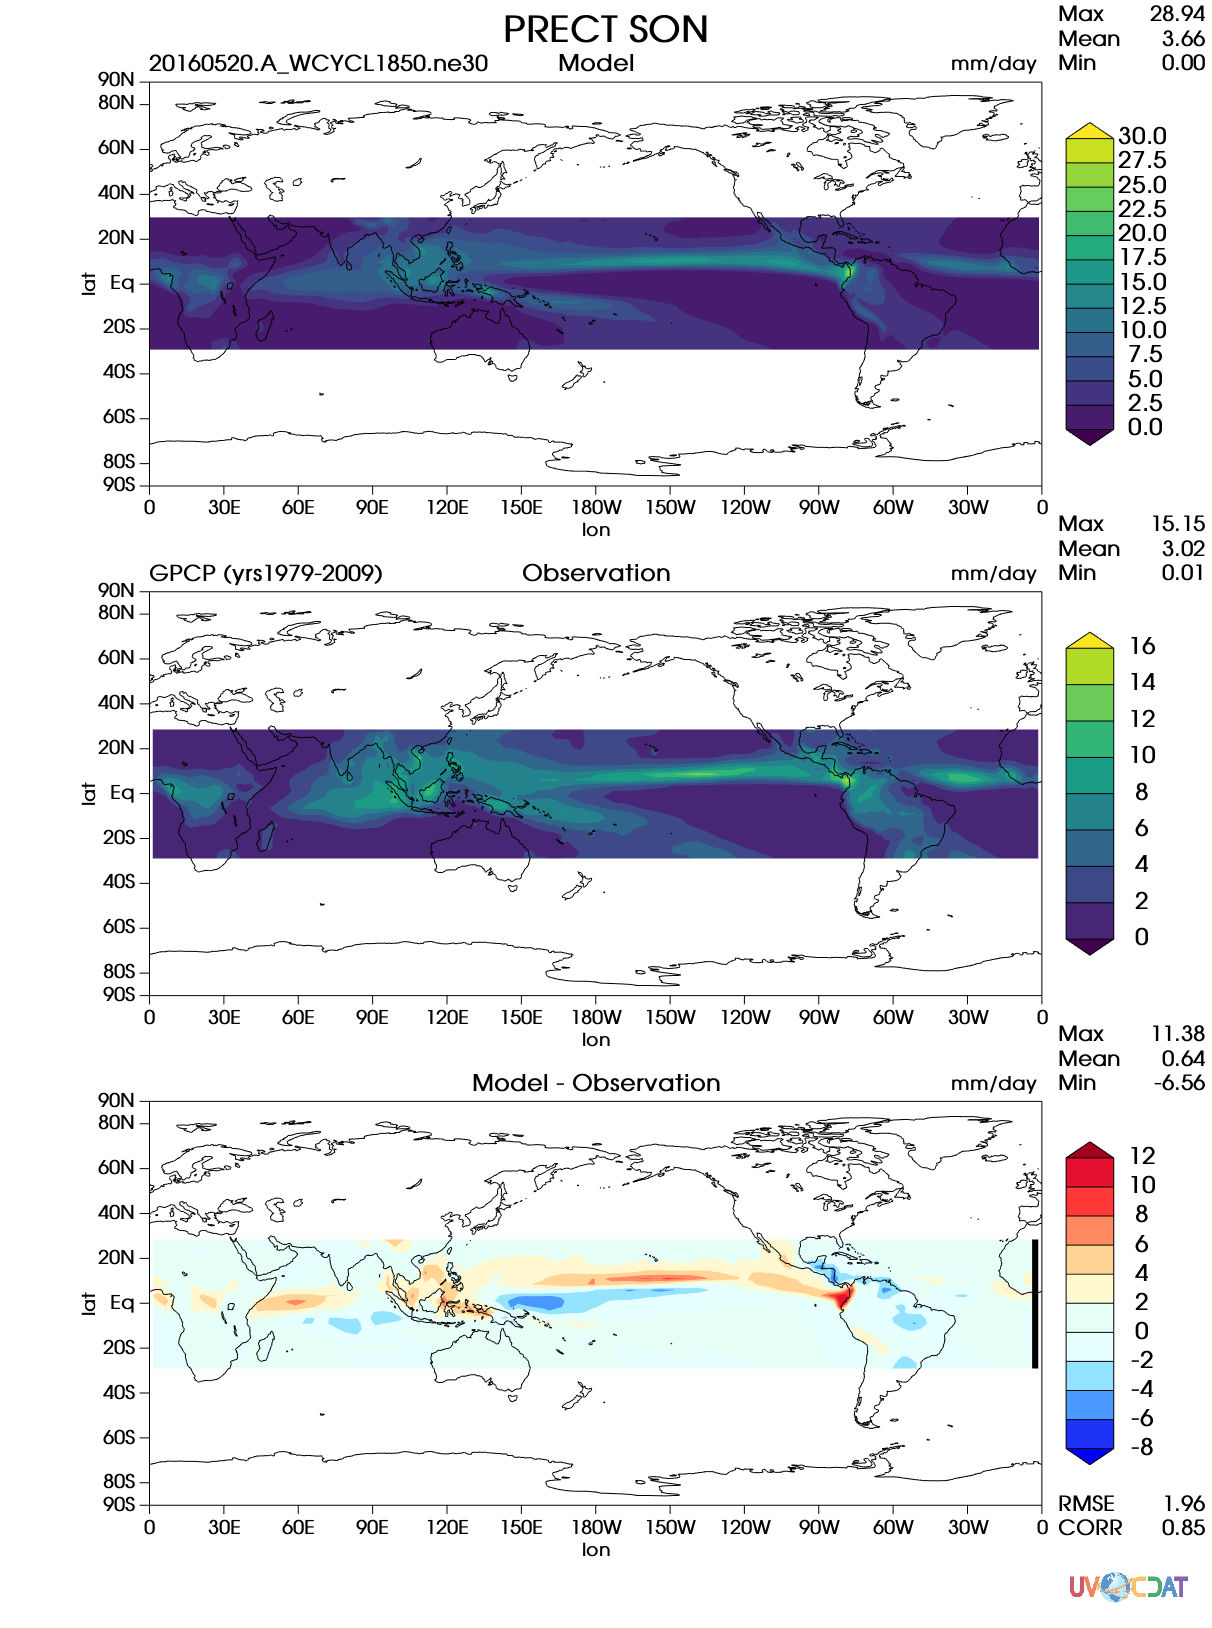 PRECT SON
Max 28.94
Mean 3.66
Min 0.00
20160520.A_WCYCL1850.ne30 Model mm/day
90N
80N
60N
40N
20N
Eq
20S
40S
60S
80S
90S
lat
0 30E 60E 90E 120E 150E 180W 150W 120W 90W 60W 30W 0
lon
30.0
27.5
25.0
22.5
20.0
17.5
15.0
12.5
10.0
7.5
5.0
2.5
0.0
Max 15.15
Mean 3.02
Min 0.01
GPCP (yrs1979-2009) Observation mm/day
90N
80N
60N
40N
20N
Eq
20S
40S
60S
80S
90S
lat
0 30E 60E 90E 120E 150E 180W 150W 120W 90W 60W 30W 0
lon
16
14
12
10
8
6
4
2
0
Max 11.38
Mean 0.64
Min -6.56
Model - Observation mm/day
90N
80N
60N
40N
20N
Eq
20S
40S
60S
80S
90S
lat
0 30E 60E 90E 120E 150E 180W 150W 120W 90W 60W 30W 0
lon
12
10
8
6
4
2
0
-2
-4
-6
-8
RMSE 1.96
CORR 0.85
UV CDAT